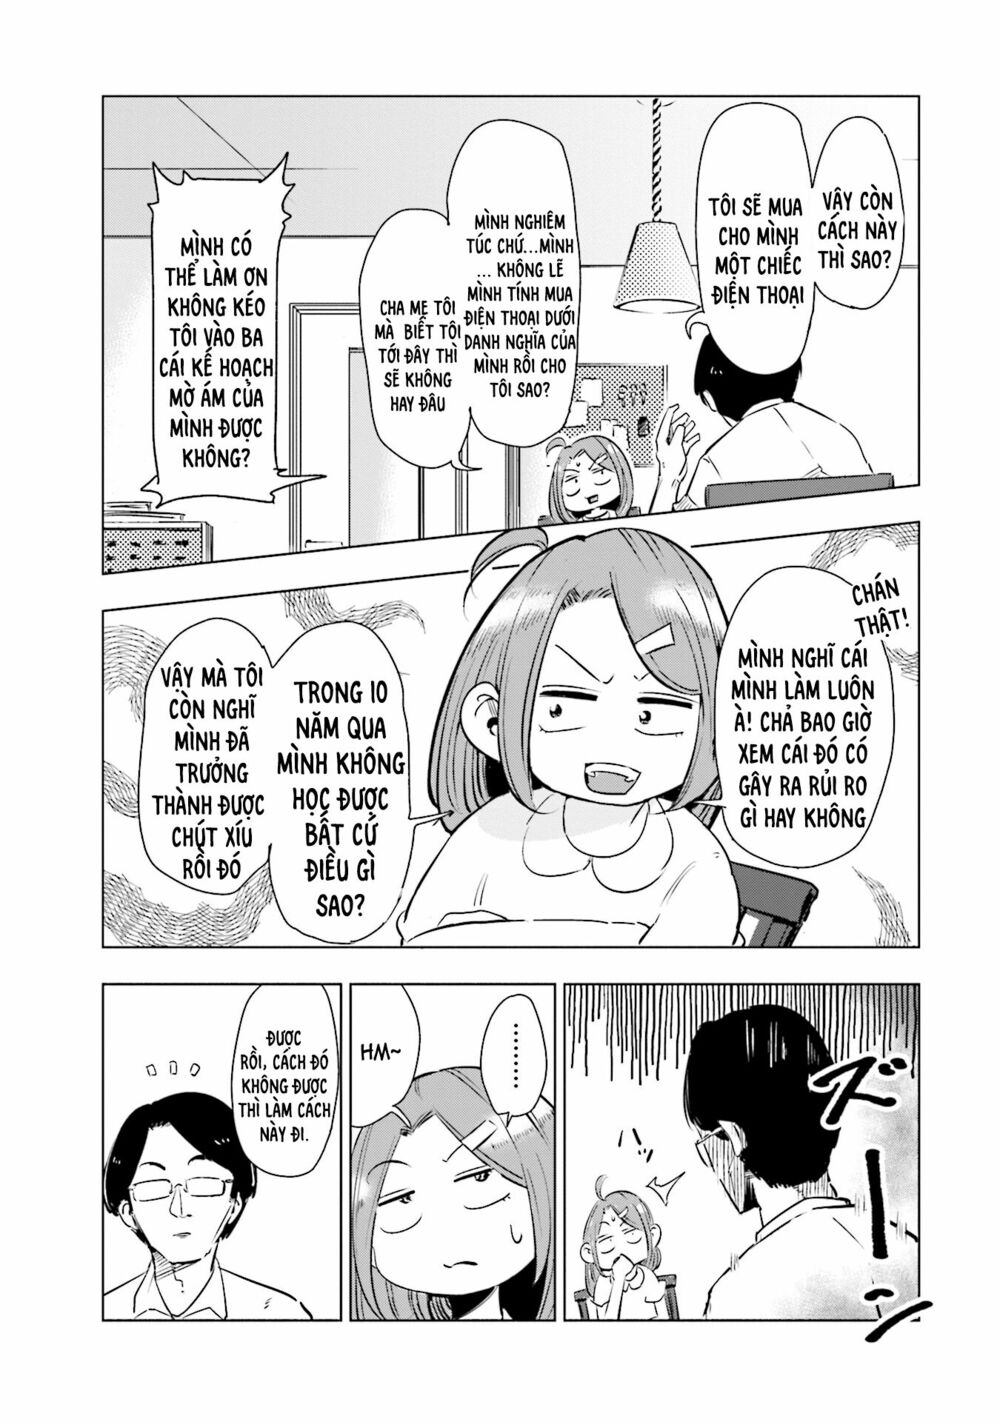 VẬY CÒN
CÁCH NÀY
THÌ SAO?
TÔI SẼ MUA
CHO MÌNH
MỘT CHIẾC
ĐIỆN THOẠI
MÌNH NGHIÊM
TÚC CHỨ...MÌNH
... KHÔNG LẼ
MÌNH TÍNH MUA
ĐIỆN THOẠI DƯỚI
DANH NGHĨA CỦA
MÌNH RỒI CHO
TÔI SAO?
CHA MẸ TÔI
MÀ BIẾT TÔI
TỚI ĐÂY THÌ
SẼ KHÔNG
HAY ĐÂU
MÌNH CÓ
THỂ LÀM ƠN
KHÔNG KÉO
TÔI VÀO BA
CÁI KẾ HOẠCH
MỜ ÁM CỦA
MÌNH ĐƯỢC
KHÔNG?
CHÁN
THẬT!
MÌNH NGHĨ CÁI
MÌNH LÀM LUÔN
À! CHẢ BAO GIỜ
XEM CÁI ĐÓ CÓ
GÂY RA RỦI RO
GÌ HAY KHÔNG
TRONG 10
NĂM QUA
MÌNH KHÔNG
HỌC ĐƯỢC
BẤT CỨ
ĐIỀU GÌ
SAO?
VẬY MÀ TÔI
CÒN NGHĨ
MÌNH ĐÃ
TRƯỞNG
THÀNH ĐƯỢC
CHÚT XÍU
RỒI ĐÓ
ズーン
........
HM~
ĐƯỢC
RỒI, CÁCH ĐÓ
KHÔNG ĐƯỢC
THÌ LÀM CÁCH
NÀY ĐI.